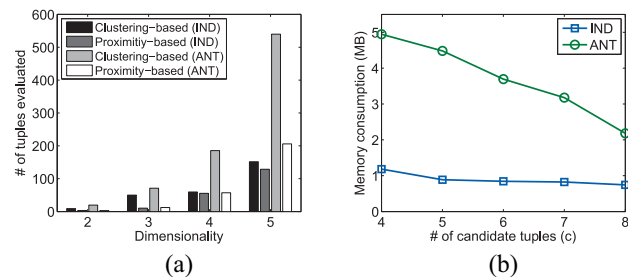 600
500
400
300
200
100
0
# of tuples evaluated
Clustering-based (IND)
Proximitiy-based (IND)
Clustering-based (ANT)
Proximity-based (ANT)
2 3 4 5
Dimensionality
(a)
5
4
3
2
1
0
Memory consumption (MB)
IND
ANT
4 5 6 7 8
# of candidate tuples (c)
(b)